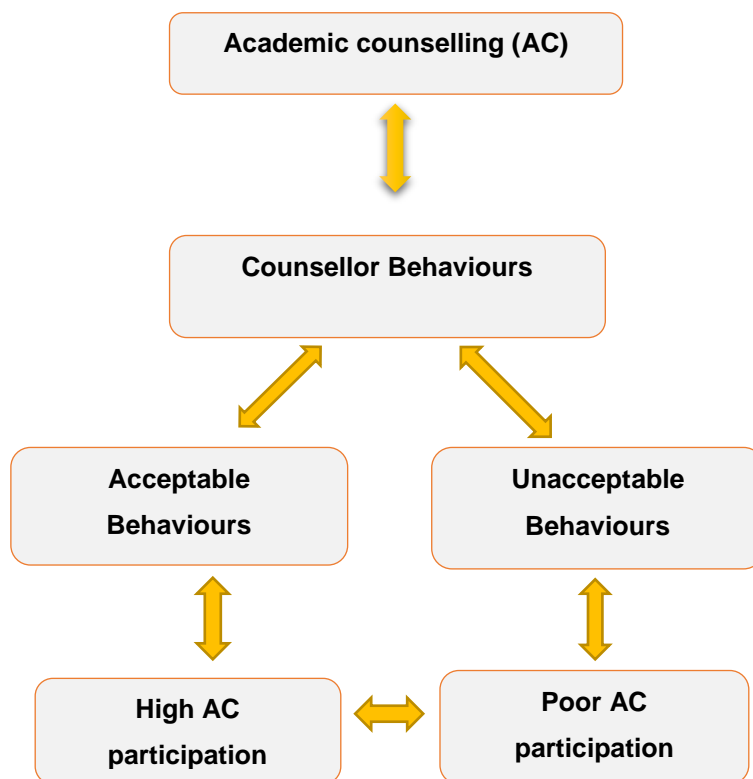 Academic counselling (AC)
Counsellor Behaviours
Acceptable
Behaviours
Unacceptable
Behaviours
High AC
participation
Poor AC
participation